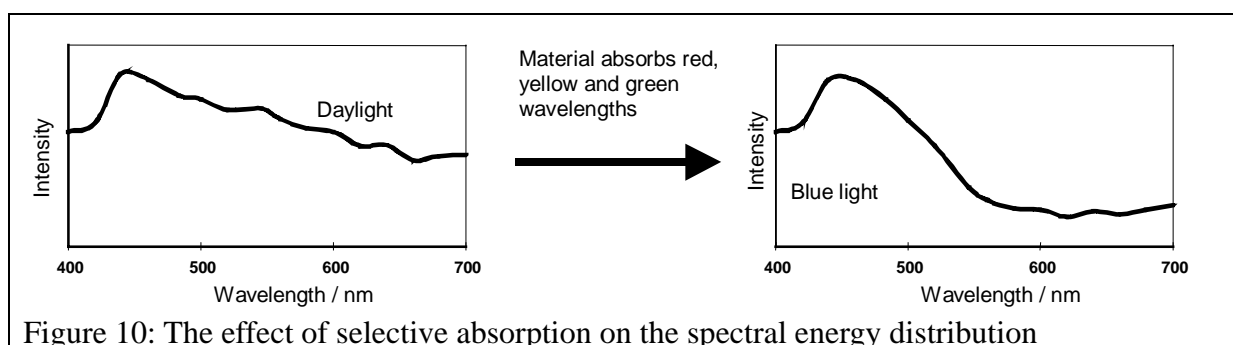 Intensity
Daylight
400 500 600 700
Wavelength / nm
Material absorbs red,
yellow and green
wavelengths
Intensity
Blue light
400 500 600 700
Wavelength / nm
Figure 10: The effect of selective absorption on the spectral energy distribution